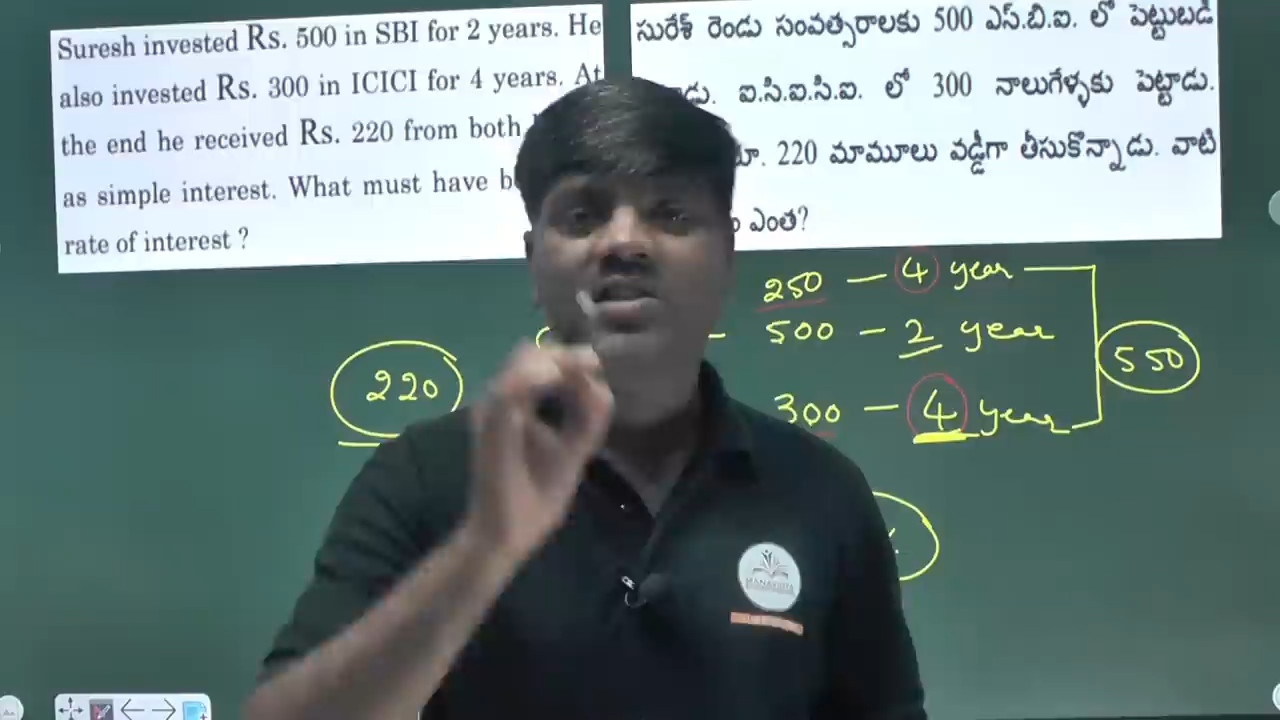 Suresh invested Rs. 500 in SBI for 2 years. He
also invested Rs. 300 in ICICI for 4 years. At
the end he received Rs. 220 from both
as simple interest. What must have
rate of interest ?
సురేశ్ రెండు సంవత్సరాలకు 500 ఎస్.బి.ఐ. లో పెట్టుబడి
ఐ.సి.ఐ.సి.ఐ. లో 300 నాలుగేళ్ళకు పెట్టాడు.
220 మామూలు వడ్డీగా తీసుకొన్నాడు. వాటి
ఎంత?
250 — 4 year
– 500 – 2 year
550
220
300 – 4 year